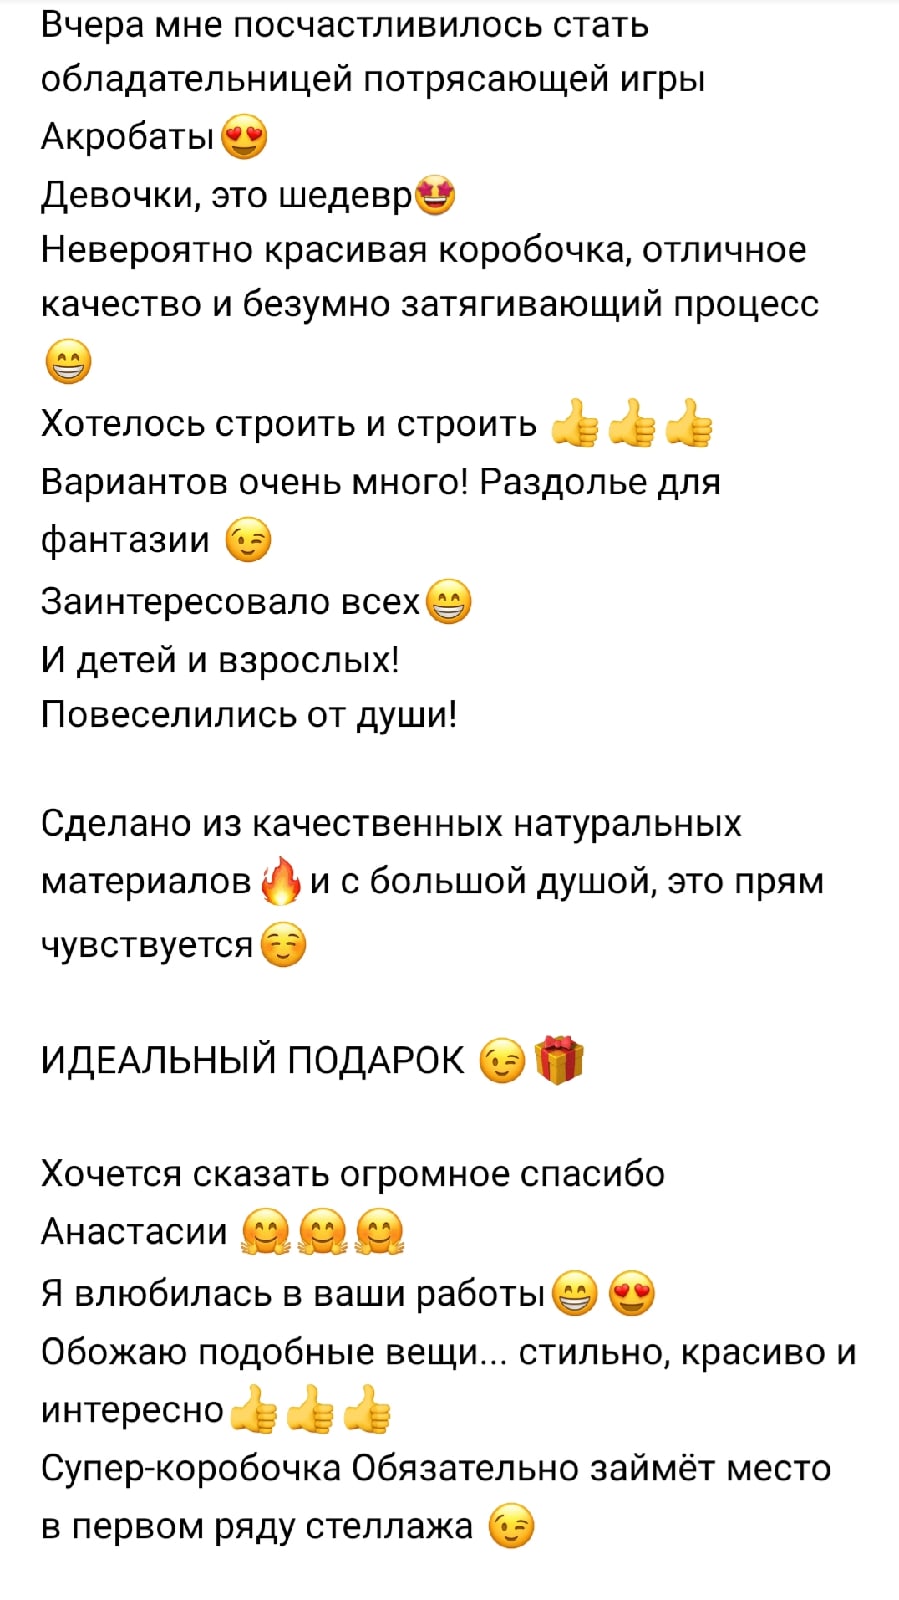 Вчера мне посчастливилось стать
обладательницей потрясающей игры
Акробаты😍
Девочки, это шедевр🤩
Невероятно красивая коробочка, отличное
качество и безумно затягивающий процесс
😁
Хотелось строить и строить 👍👍👍
Вариантов очень много! Раздолье для
фантазии 😉
Заинтересовало всех😁
И детей и взрослых!
Повеселились от души!
Сделано из качественных натуральных
материалов🔥и с большой душой, это прям
чувствуется☺️
ИДЕАЛЬНЫЙ ПОДАРОК 😉🎁
Хочется сказать огромное спасибо
Анастасии 🤗🤗🤗
Я влюбилась в ваши работы😁😍
Обожаю подобные вещи... стильно, красиво и
интересно👍👍👍
Супер-коробочка Обязательно займёт место
в первом ряду стеллажа 😉